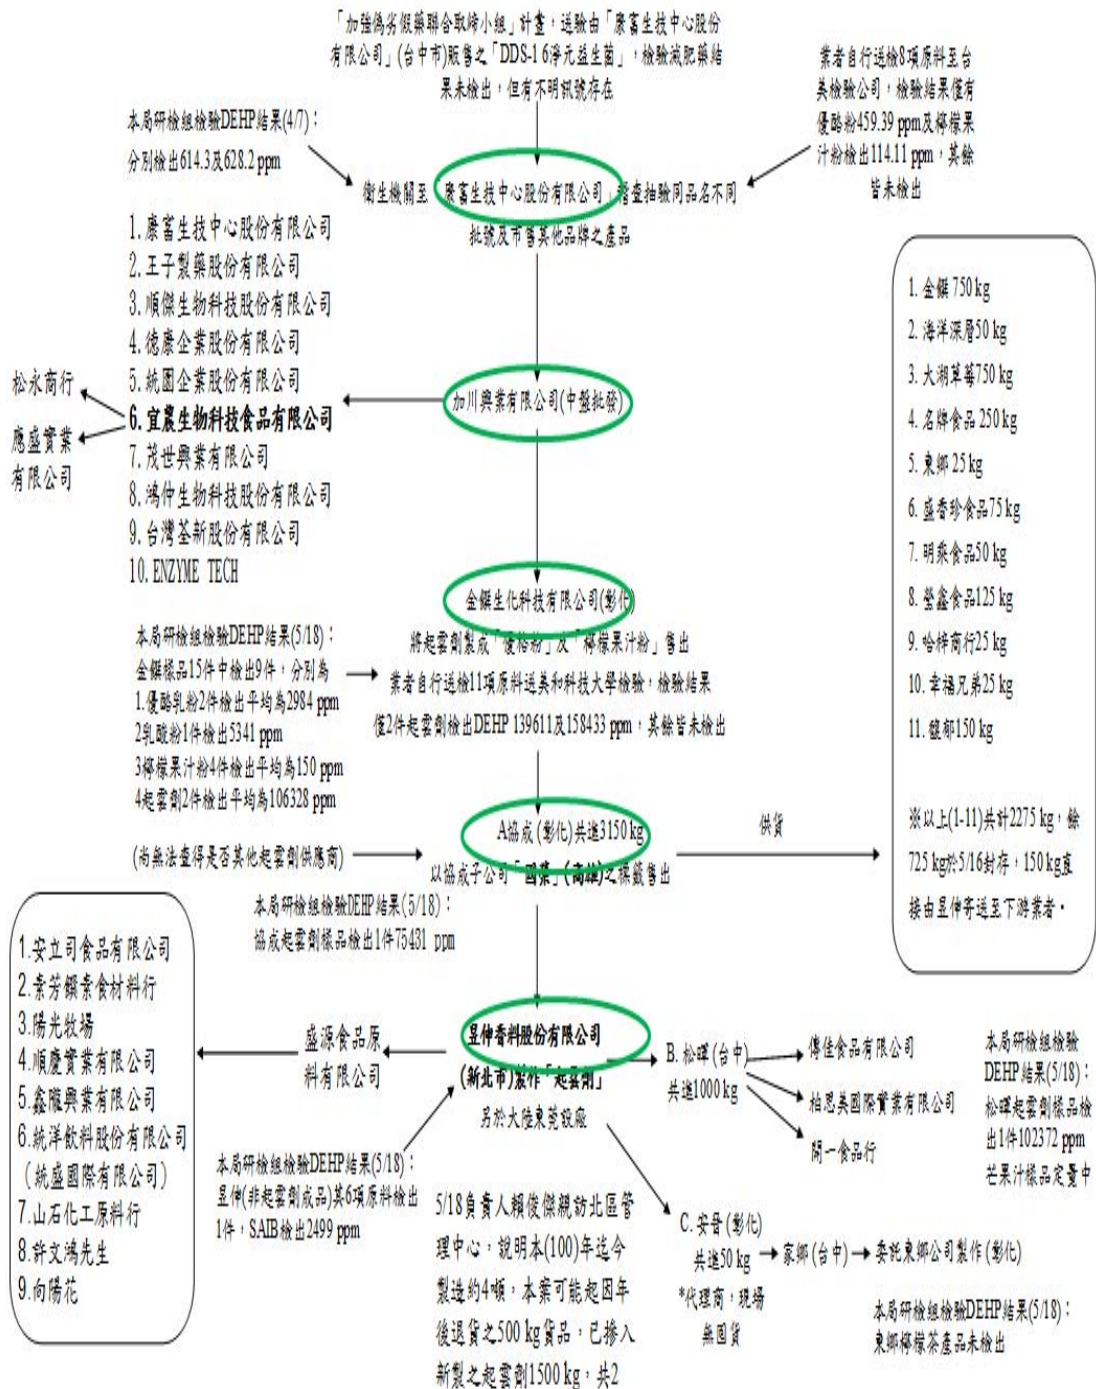 「加強偽劣假藥聯合取締小組」計畫，送驗由「康富生技中心股份
有限公司」(台中市)販售之「DDS-1 6淨元益生菌」，檢驗減肥藥結
果未檢出，但有不明訊號存在
業者自行送檢8項原料至台
美檢驗公司，檢驗結果僅有
優酪粉459.39 ppm及檸檬果
汁粉檢出114.11 ppm，其餘
皆未檢出
本局研檢組檢驗DEHP結果(4/7)：
分別檢出614.3及628.2 ppm
衛生機關至「康富生技中心股份有限公司」稽查抽驗同品名不同
批號及市售其他品牌之產品
1. 康富生技中心股份有限公司
2. 王子製藥股份有限公司
3. 順傑生物科技股份有限公司
4. 德康企業股份有限公司
5. 統園企業股份有限公司
6. 宜農生物科技食品有限公司
7. 茂世興業有限公司
8. 鴻仲生物科技股份有限公司
9. 台灣荃新股份有限公司
10. ENZYME TECH
松永商行
應盛實業
有限公司
加川興業有限公司(中盤批發)
1. 金饌 750 kg
2. 海洋深層50 kg
3. 大湖草莓750 kg
4. 名牌食品 250 kg
5. 東鄉 25 kg
6. 盛香珍食品75 kg
7. 明乘食品50 kg
8. 瑩鑫食品125 kg
9. 哈梓商行25 kg
10. 幸福兄弟25 kg
11. 馥郁150 kg
※以上(1-11)共計2275 kg，餘
725 kg於5/16封存，150 kg直
接由昱伸寄送至下游業者。
金饌生化科技有限公司(彰化)
將起雲劑製成「優格粉」及「檸檬果汁粉」售出
業者自行送檢11項原料送美和科技大學檢驗，檢驗結果
僅2件起雲劑檢出DEHP 139611及158433 ppm，其餘皆未檢出
本局研檢組檢驗DEHP結果(5/18)：
金饌樣品15件中檢出9件，分別為
1.優酪乳粉2件檢出平均為2984 ppm
2乳酸粉1件檢出5341 ppm
3檸檬果汁粉4件檢出平均為150 ppm
4起雲劑2件檢出平均為106328 ppm
A協成 (彰化)共進3150 kg
以協成子公司「國葉」(高雄)之標籤售出
供貨
(尚無法查得是否其他起雲劑供應商)
本局研檢組檢驗DEHP結果(5/18)：
協成起雲劑樣品檢出1件75431 ppm
1.安立司食品有限公司
2.素芳饌素食材料行
3.陽光牧場
4.順慶實業有限公司
5.鑫隴興業有限公司
6.統洋飲料股份有限公司
(統盛國際有限公司)
7.山石化工原料行
8.許文鴻先生
9.向陽花
盛源食品原
料有限公司
昱伸香料股份有限公司
(新北市)製作「起雲劑」
另於大陸東莞設廠
B. 松暉 (台中)
共進1000 kg
傳佳食品有限公司
柏恩美國際實業有限公司
開一食品行
本局研檢組檢驗
DEHP結果(5/18)：
松暉起雲劑樣品檢
出1件102372 ppm
芒果汁樣品定量中
本局研檢組檢驗DEHP結果(5/18)：
昱伸(非起雲劑成品)其6項原料檢出
1件，SAIB檢出2499 ppm
5/18負責人賴俊傑親訪北區管
理中心，說明本(100)年迄今
製造約4噸，本案可能起因年
後退貨之500 kg貨品，已摻入
新製之起雲劑1500 kg，共2
C. 安母 (彰化)
共進50 kg
*代理商，現場
無囤貨
家鄉 (台中)
委託東鄉公司製作 (彰化)
本局研檢組檢驗DEHP結果(5/18)：
東鄉檸檬茶產品未檢出